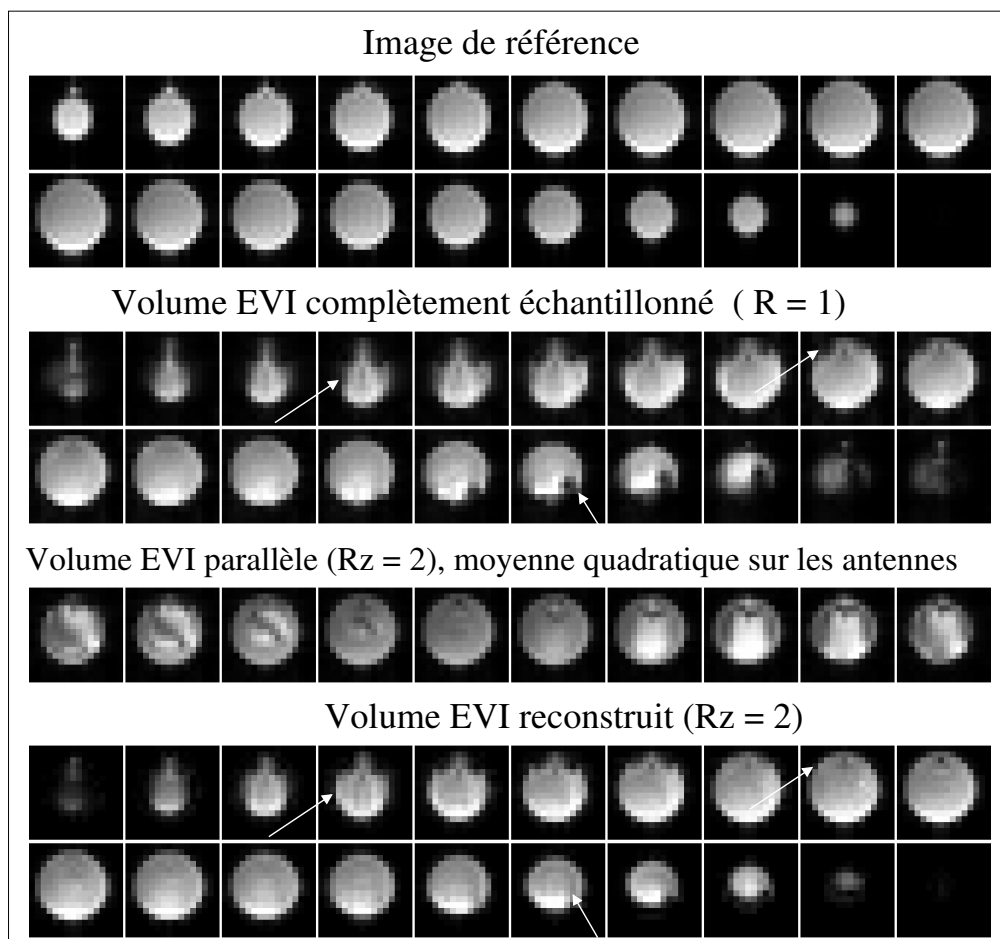 Image de référence
Volume EVI complètement échantillonné ( R = 1)
Volume EVI parallèle (Rz = 2), moyenne quadratique sur les antennes
Volume EVI reconstruit (Rz = 2)